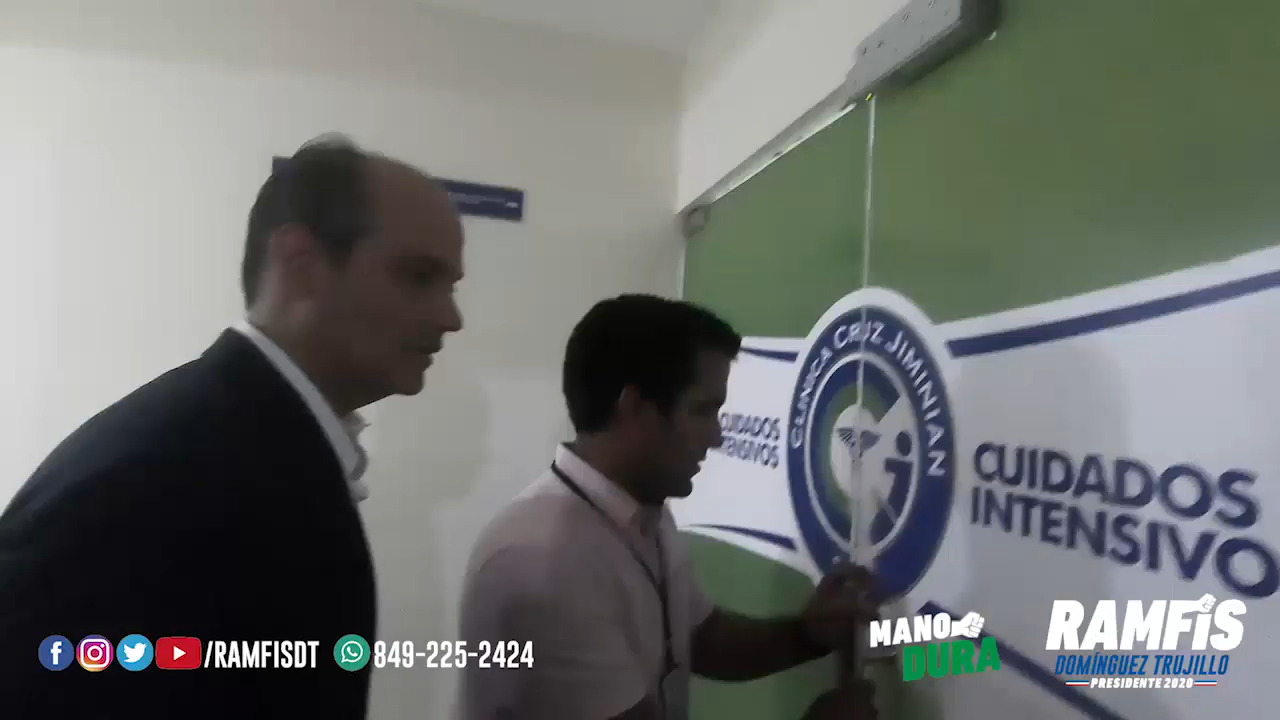 CLINICA CRUZ JIMINIAN
CUIDADOS
INTENSIVOS
CUIDADOS
INTENSIVO
/RAMFISDT
849-225-2424
MANO
DURA
RAMFIS
DOMÍNGUEZ TRUJILLO
PRESIDENTE 2020